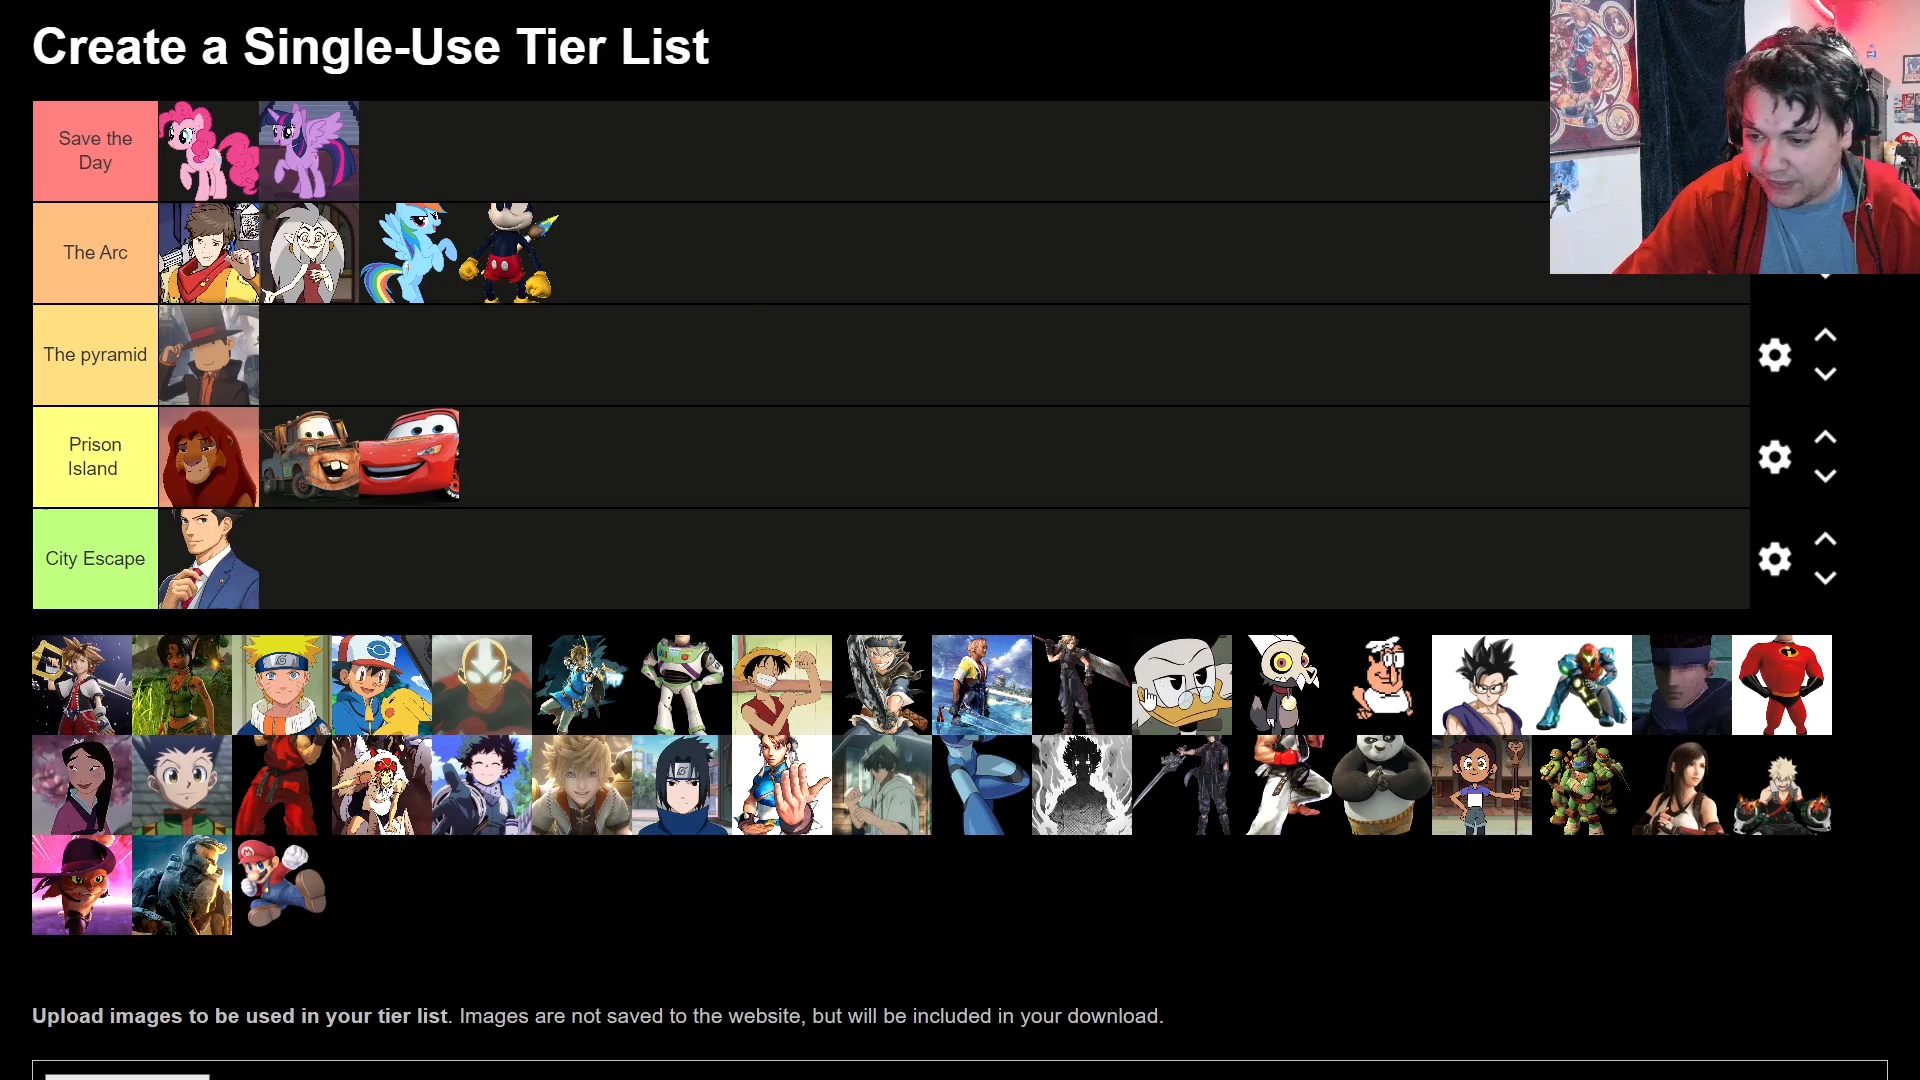 Create a Single-Use Tier List
Save the
Day
The Arc
The pyramid
Prison
Island
City Escape
Upload images to be used in your tier list. Images are not saved to the website, but will be included in your download.